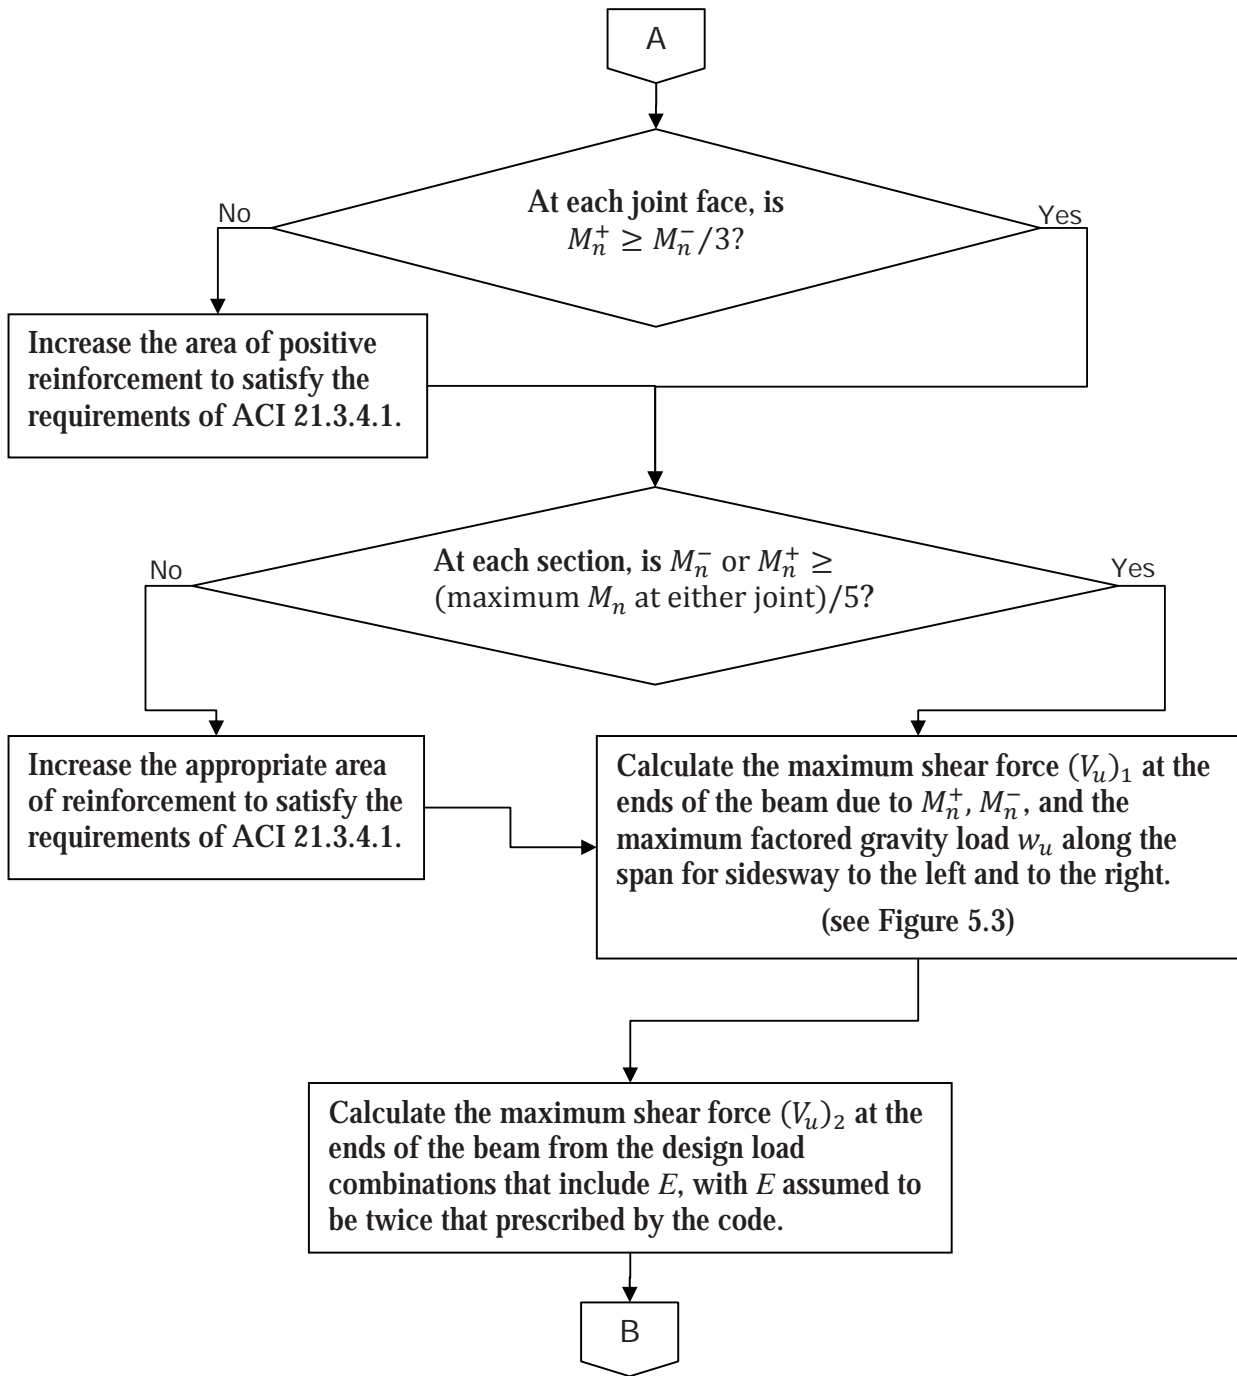 A
At each joint face, is
M_n^+ ≥ M_n^-/3?
No
Yes
Increase the area of positive
reinforcement to satisfy the
requirements of ACI 21.3.4.1.
At each section, is M_n^- or M_n^+ ≥
(maximum M_n at either joint)/5?
No
Yes
Increase the appropriate area
of reinforcement to satisfy the
requirements of ACI 21.3.4.1.
Calculate the maximum shear force (V_u)_1 at the
ends of the beam due to M_n^+, M_n^-, and the
maximum factored gravity load w_u along the
span for sidesway to the left and to the right.
(see Figure 5.3)
Calculate the maximum shear force (V_u)_2 at the
ends of the beam from the design load
combinations that include E, with E assumed to
be twice that prescribed by the code.
B